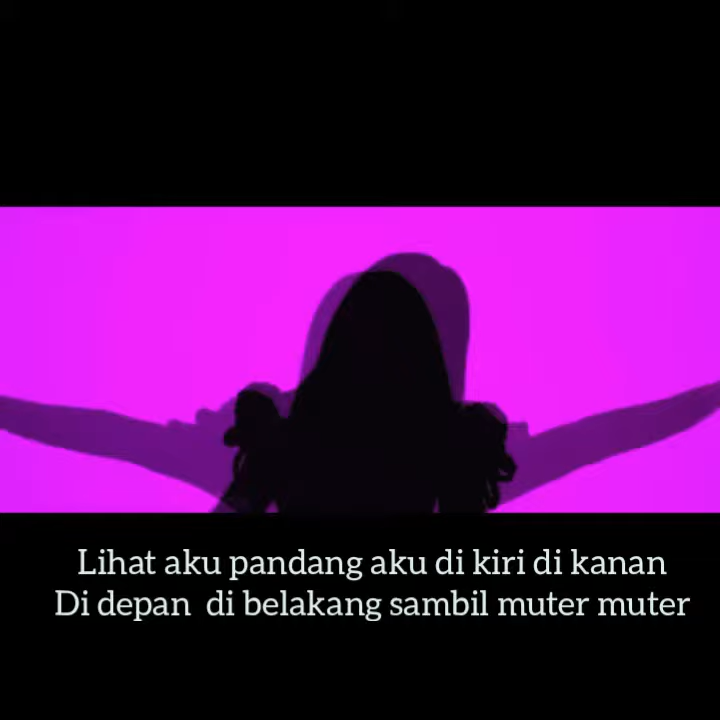 Lihat aku pandang aku di kiri di kanan
Di depan  di belakang sambil muter muter